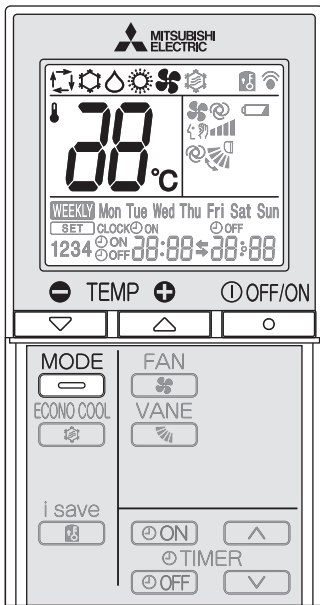 MITSUBISHI
ELECTRIC
88 °C
WEEKLY Mon Tue Wed Thu Fri Sat Sun
SET CLOCK ON OFF
1234 ON OFF 88:88 88:88
TEMP OFF/ON
MODE FAN
ECONO COOL VANE
i save
ON
TIMER
OFF